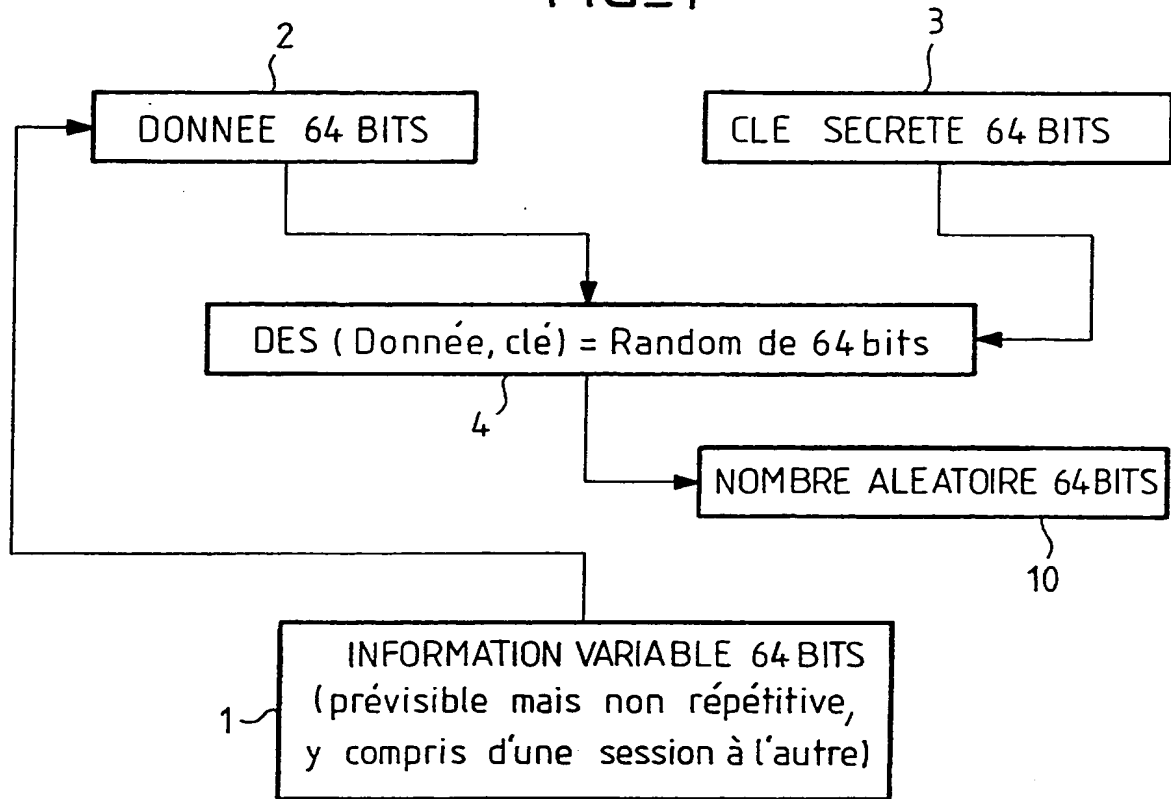 2
3
DONNEE 64 BITS
CLE SECRETE 64 BITS
DES (Donnée, clé) = Random de 64 bits
4
NOMBRE ALEATOIRE 64 BITS
10
INFORMATION VARIABLE 64 BITS
(prévisible mais non répétitive,
1
y compris d'une session à l'autre)